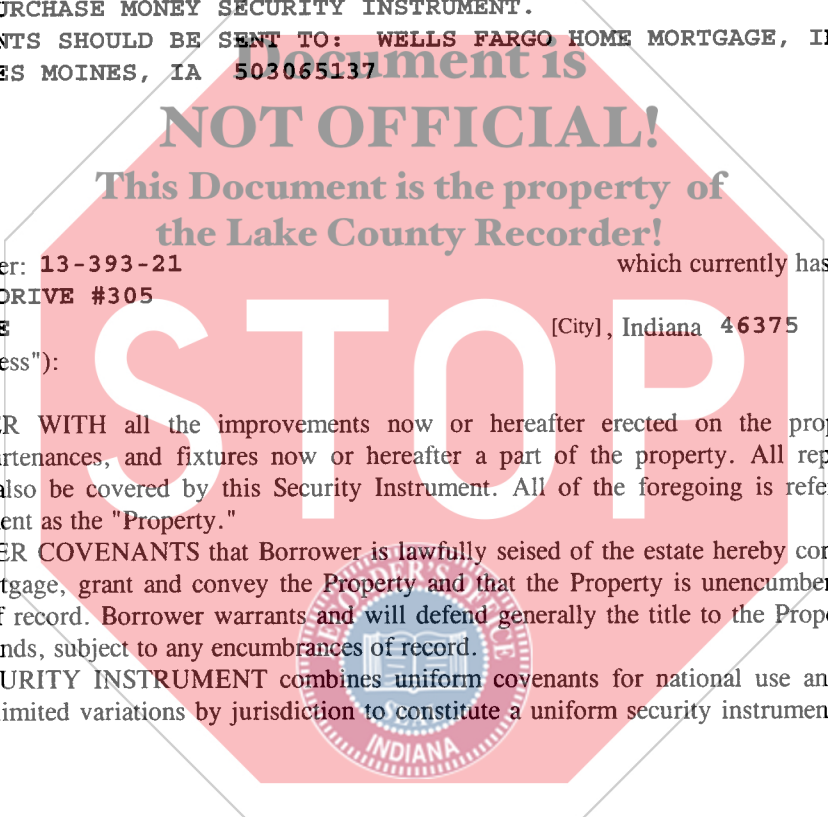 URCHASE MONEY SECURITY INSTRUMENT.
NTS SHOULD BE SENT TO: WELLS FARGO HOME MORTGAGE, I
ES MOINES, IA 503065137
Document is
NOT OFFICIAL!
This Document is the property of
the Lake County Recorder!
er: 13-393-21 which currently has
DRIVE #305
E [City], Indiana 46375
ess"):
STOP
ER WITH all the improvements now or hereafter erected on the prop
rtenances, and fixtures now or hereafter a part of the property. All rep
also be covered by this Security Instrument. All of the foregoing is refe
ent as the "Property."
ER COVENANTS that Borrower is lawfully seised of the estate hereby con
tgage, grant and convey the Property and that the Property is unencumber
f record. Borrower warrants and will defend generally the title to the Prope
nds, subject to any encumbrances of record.
URITY INSTRUMENT combines uniform covenants for national use an
limited variations by jurisdiction to constitute a uniform security instrumen
RECORDER'S OFFICE
SEAL
INDIANA